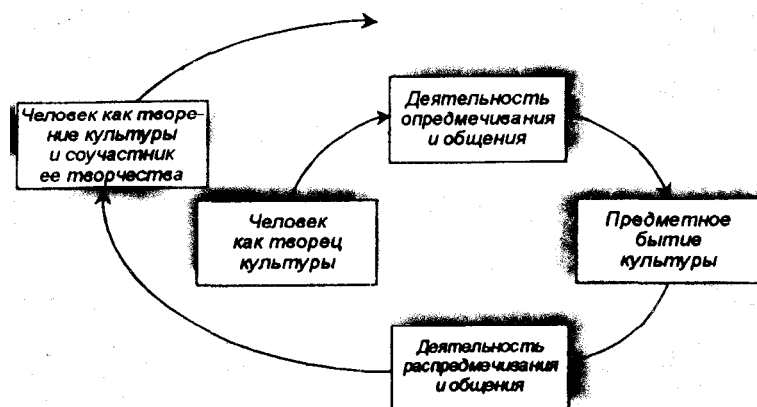 Человек как творе-
ние культуры
и соучастник
ее творчества
Деятельность
опредмечивания
и общения
Человек
как творец
культуры
Предметное
бытие
культуры
Деятельность
распредмечивания
и общения